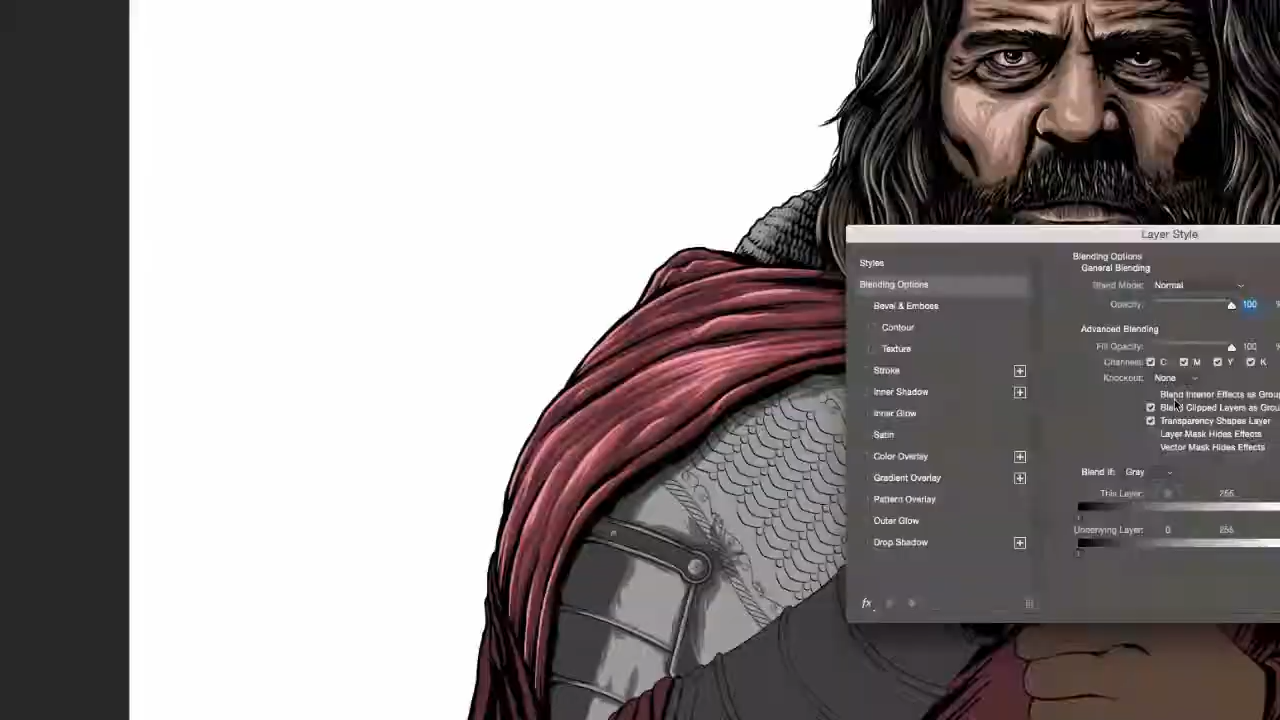 Layer Style
Styles
Blending Options
Bevel & Emboss
Contour
Texture
Stroke
Inner Shadow
Inner Glow
Satin
Color Overlay
Gradient Overlay
Pattern Overlay
Outer Glow
Drop Shadow
fx
Blending Options
General Blending
Blend Mode: Normal
Opacity: 100 %
Advanced Blending
Fill Opacity: 100 %
Channels: C M Y K
Knockout: None
Blend Interior Effects as Group
Blend Clipped Layers as Grou
Transparency Shapes Layer
Layer Mask Hides Effects
Vector Mask Hides Effects
Blend If: Gray
This Layer: 0 255
Underlying Layer: 0 255